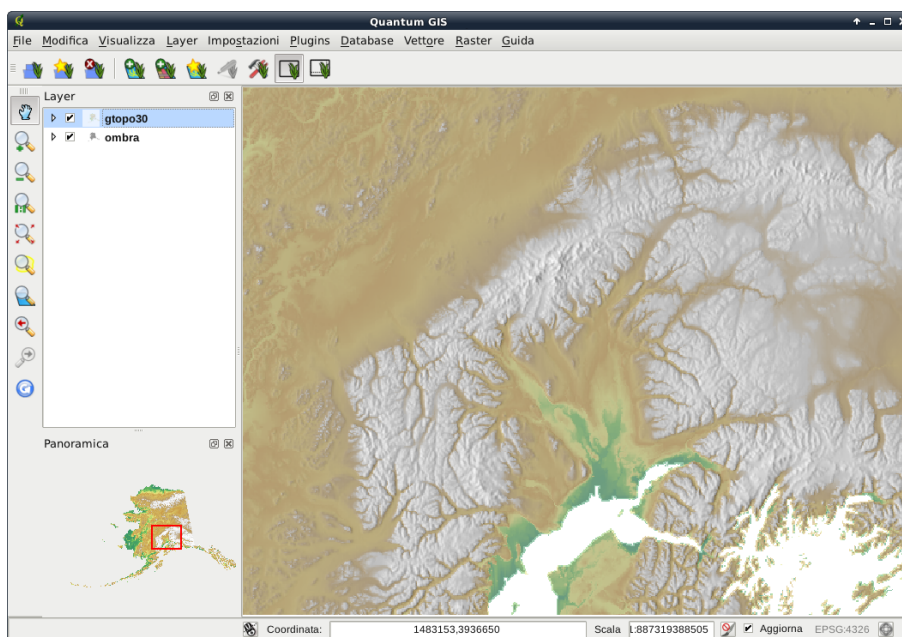 Quantum GIS
File Modifica Visualizza Layer Impostazioni Plugins Database Vettore Raster Guida
Layer
gtopo30
ombra
Panoramica
Coordinata: 1483153,3936650 Scala 1:887319388505 Aggiorna EPSG:4326